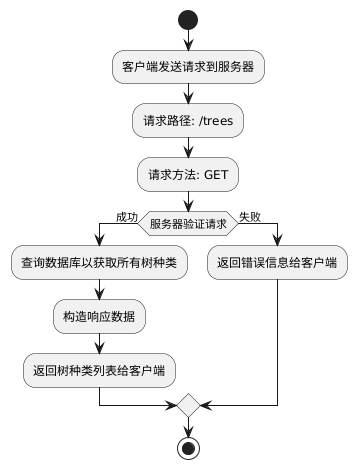 客户端发送请求到服务器
请求路径: /trees
请求方法: GET
服务器验证请求
成功
失败
查询数据库以获取所有树种类
返回错误信息给客户端
构造响应数据
返回树种类列表给客户端